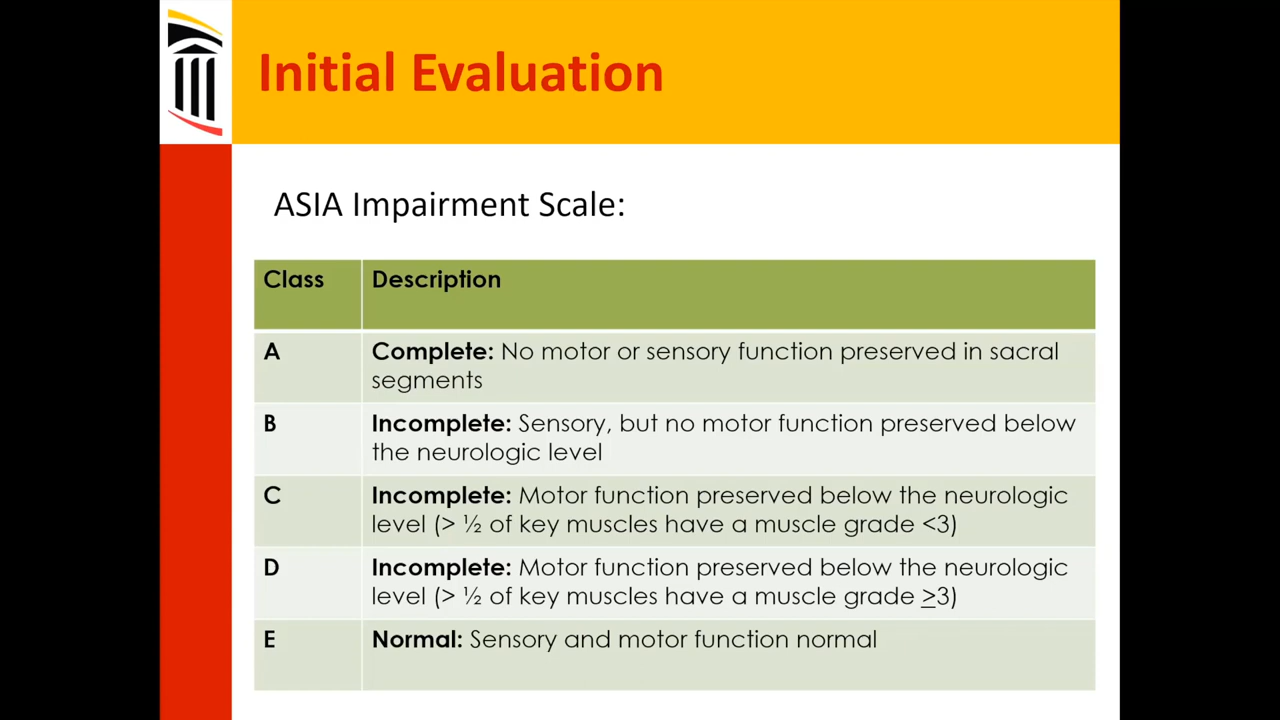 Initial Evaluation
ASIA Impairment Scale:
Class Description
A Complete: No motor or sensory function preserved in sacral
segments
B Incomplete: Sensory, but no motor function preserved below
the neurologic level
C Incomplete: Motor function preserved below the neurologic
level (> ½ of key muscles have a muscle grade <3)
D Incomplete: Motor function preserved below the neurologic
level (> ½ of key muscles have a muscle grade ≥3)
E Normal: Sensory and motor function normal